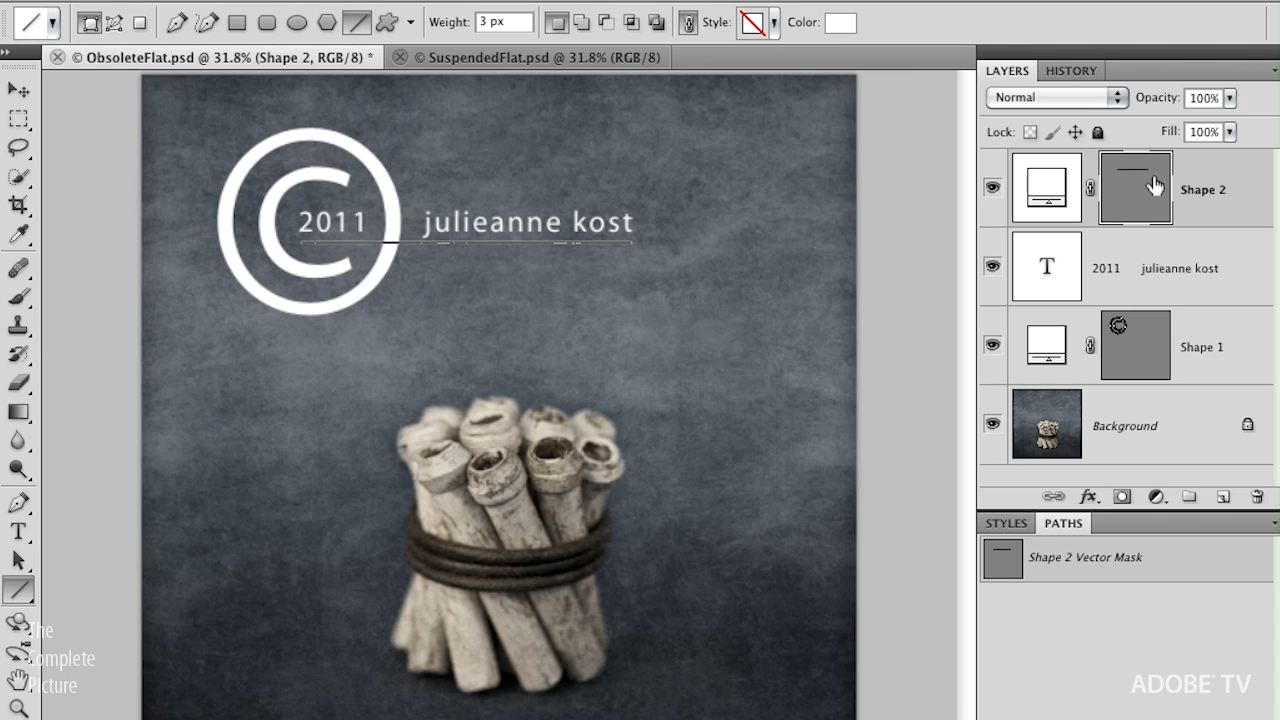 Weight: 3 px Style: Color:
© ObsoleteFlat.psd @ 31.8% (Shape 2, RGB/8) * © SuspendedFlat.psd @ 31.8% (RGB/8)
LAYERS HISTORY
Normal Opacity: 100%
Lock: Fill: 100%
Shape 2
© 2011 julieanne kost
T 2011 julieanne kost
© Shape 1
Background
fx
STYLES PATHS
Shape 2 Vector Mask
T
The
Complete
Picture
ADOBE TV